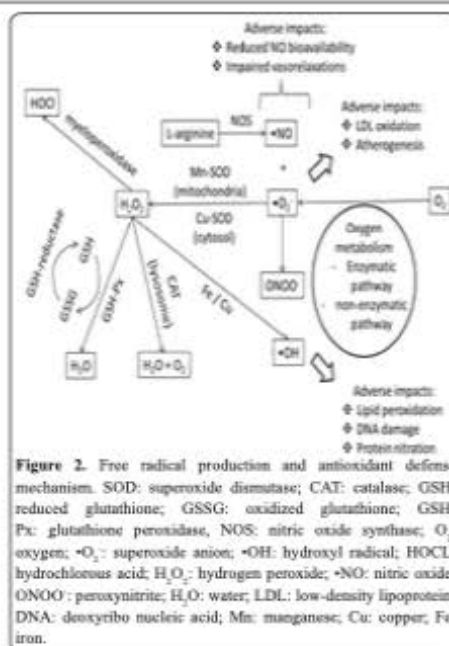 Adverse impacts:
❖ Reduced NO bioavailability
❖ Impaired vasorelaxations
HOO
L-arginine
NOS
•NO
Adverse impacts:
❖ LDL oxidation
❖ Atherogenesis
myeloperoxidase
+
Mn-SOD
(mitochondria)
H₂O₂
•O₂
O₂
Cu-SOD
(cytosol)
Oxygen
metabolism
- Enzymatic
pathway
- non-enzymatic
pathway
GSH-reductase
GSH
GSSG
GSH-Px
CAT
(lysosomes)
Fe / Cu
ONOO
H₂O
H₂O + O₂
•OH
Adverse impacts:
❖ Lipid peroxidation
❖ DNA damage
❖ Protein nitration
Figure 2. Free radical production and antioxidant defense
mechanism. SOD: superoxide dismutase; CAT: catalase; GSH
reduced glutathione; GSSG: oxidized glutathione; GSH
Px: glutathione peroxidase, NOS: nitric oxide synthase; O₂
oxygen; •O₂⁻: superoxide anion; •OH: hydroxyl radical; HOCL
hydrochlorous acid; H₂O₂: hydrogen peroxide; •NO: nitric oxide
ONOO⁻: peroxynitrite; H₂O: water; LDL: low-density lipoprotein
DNA: deoxyribo nucleic acid; Mn: manganese; Cu: copper; Fe
iron.